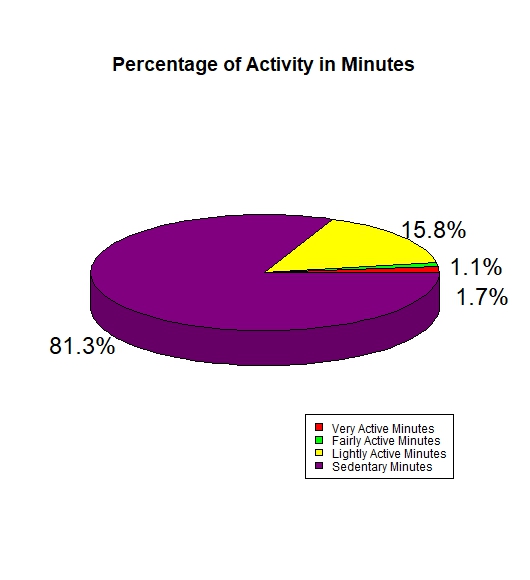 Percentage of Activity in Minutes
15.8%
1.1%
1.7%
81.3%
Very Active Minutes
Fairly Active Minutes
Lightly Active Minutes
Sedentary Minutes